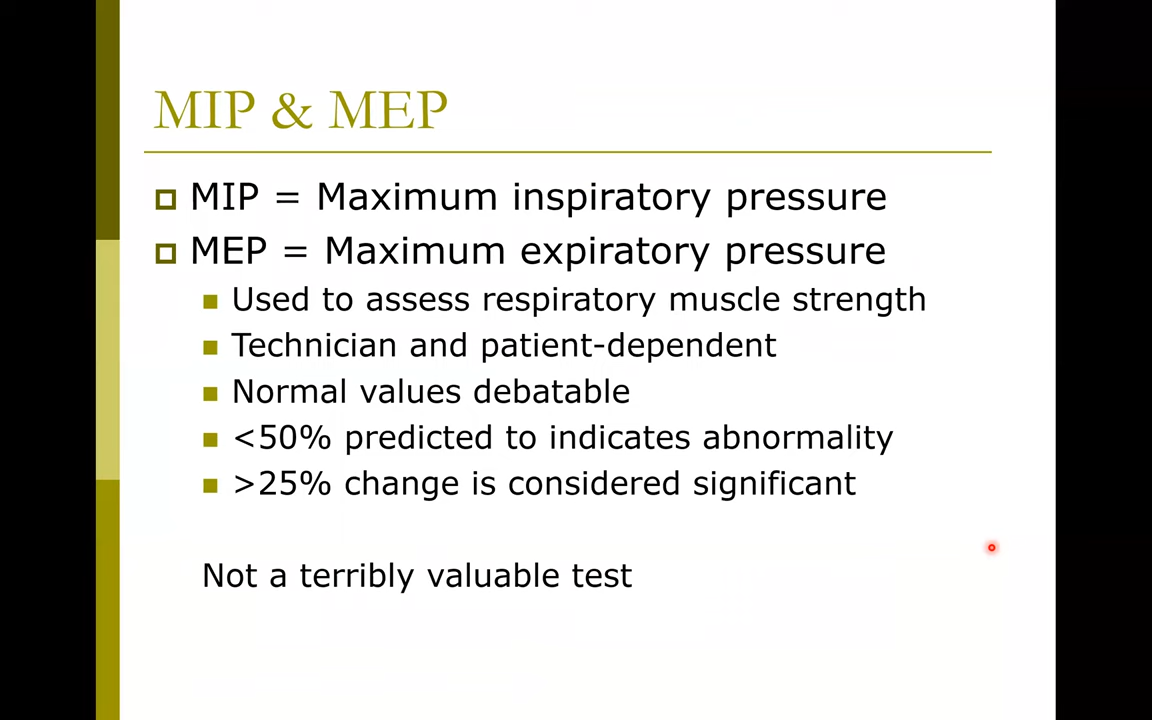 MIP & MEP
MIP = Maximum inspiratory pressure
MEP = Maximum expiratory pressure
Used to assess respiratory muscle strength
Technician and patient-dependent
Normal values debatable
<50% predicted to indicates abnormality
>25% change is considered significant
Not a terribly valuable test